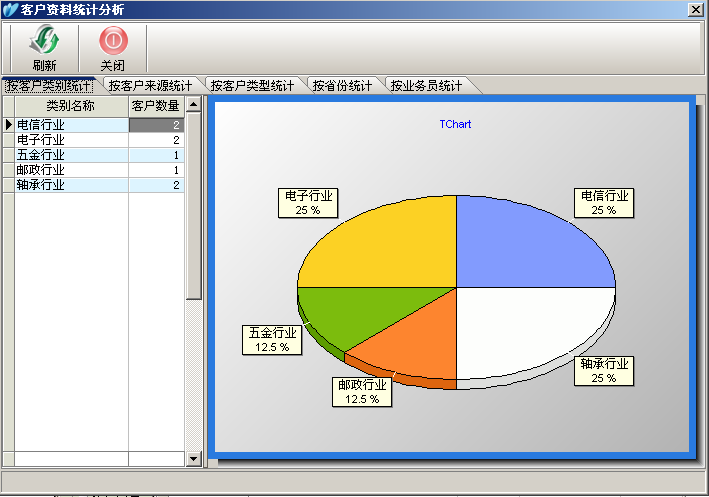 客户资料统计分析
刷新 关闭
按客户类别统计 按客户来源统计 按客户类型统计 按省份统计 按业务员统计
类别名称 客户数量
电信行业 2
电子行业 2
五金行业 1
邮政行业 1
轴承行业 2
TChart
电子行业
25 %
电信行业
25 %
五金行业
12.5 %
邮政行业
12.5 %
轴承行业
25 %